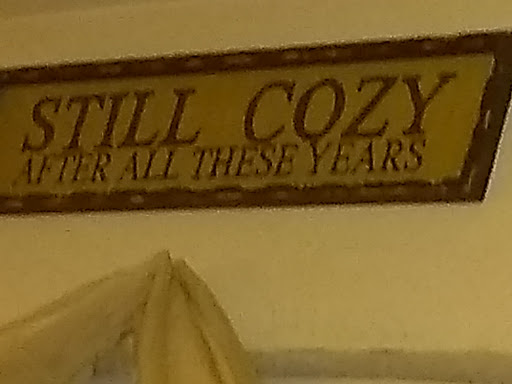 STILL COZY
AFTER ALL THESE YEARS